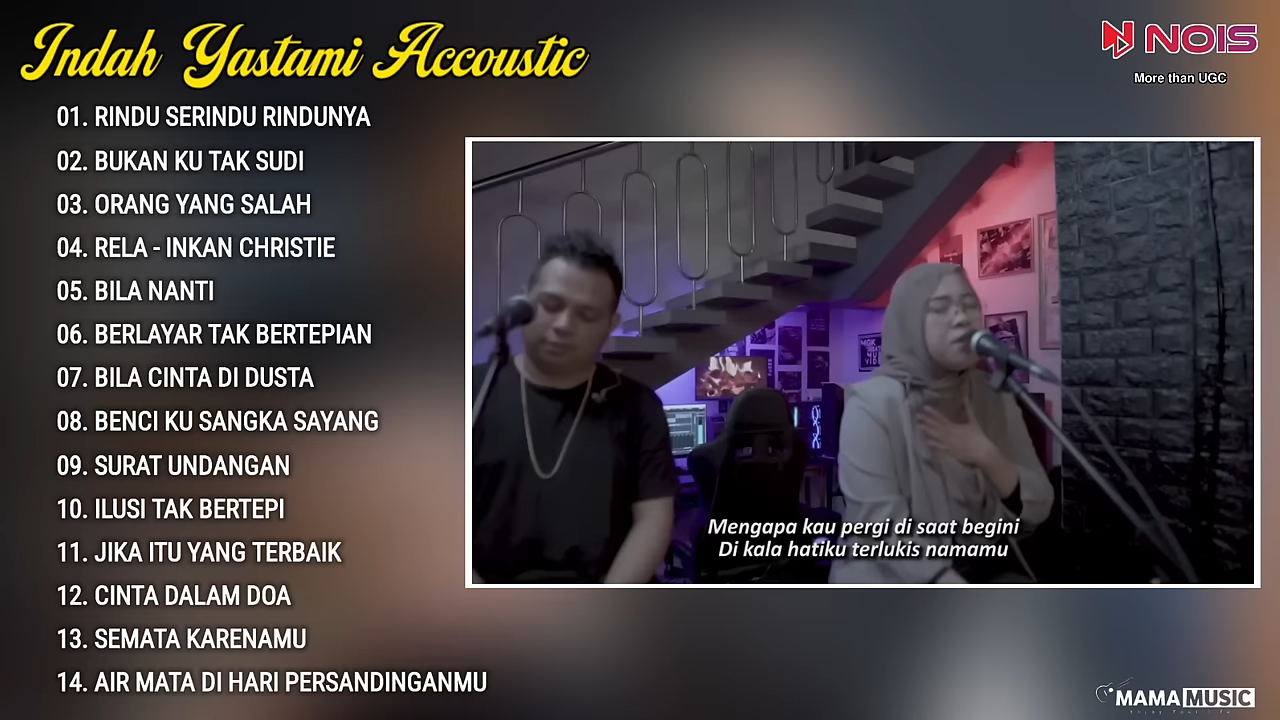 Indah Yastami Accoustic
NOIS
More than UGC
01. RINDU SERINDU RINDUNYA
02. BUKAN KU TAK SUDI
03. ORANG YANG SALAH
04. RELA - INKAN CHRISTIE
05. BILA NANTI
06. BERLAYAR TAK BERTEPIAN
07. BILA CINTA DI DUSTA
08. BENCI KU SANGKA SAYANG
09. SURAT UNDANGAN
10. ILUSI TAK BERTEPI
11. JIKA ITU YANG TERBAIK
12. CINTA DALAM DOA
13. SEMATA KARENAMU
14. AIR MATA DI HARI PERSANDINGANMU
Mengapa kau pergi di saat begini
Di kala hatiku terlukis namamu
MAMA MUSIC